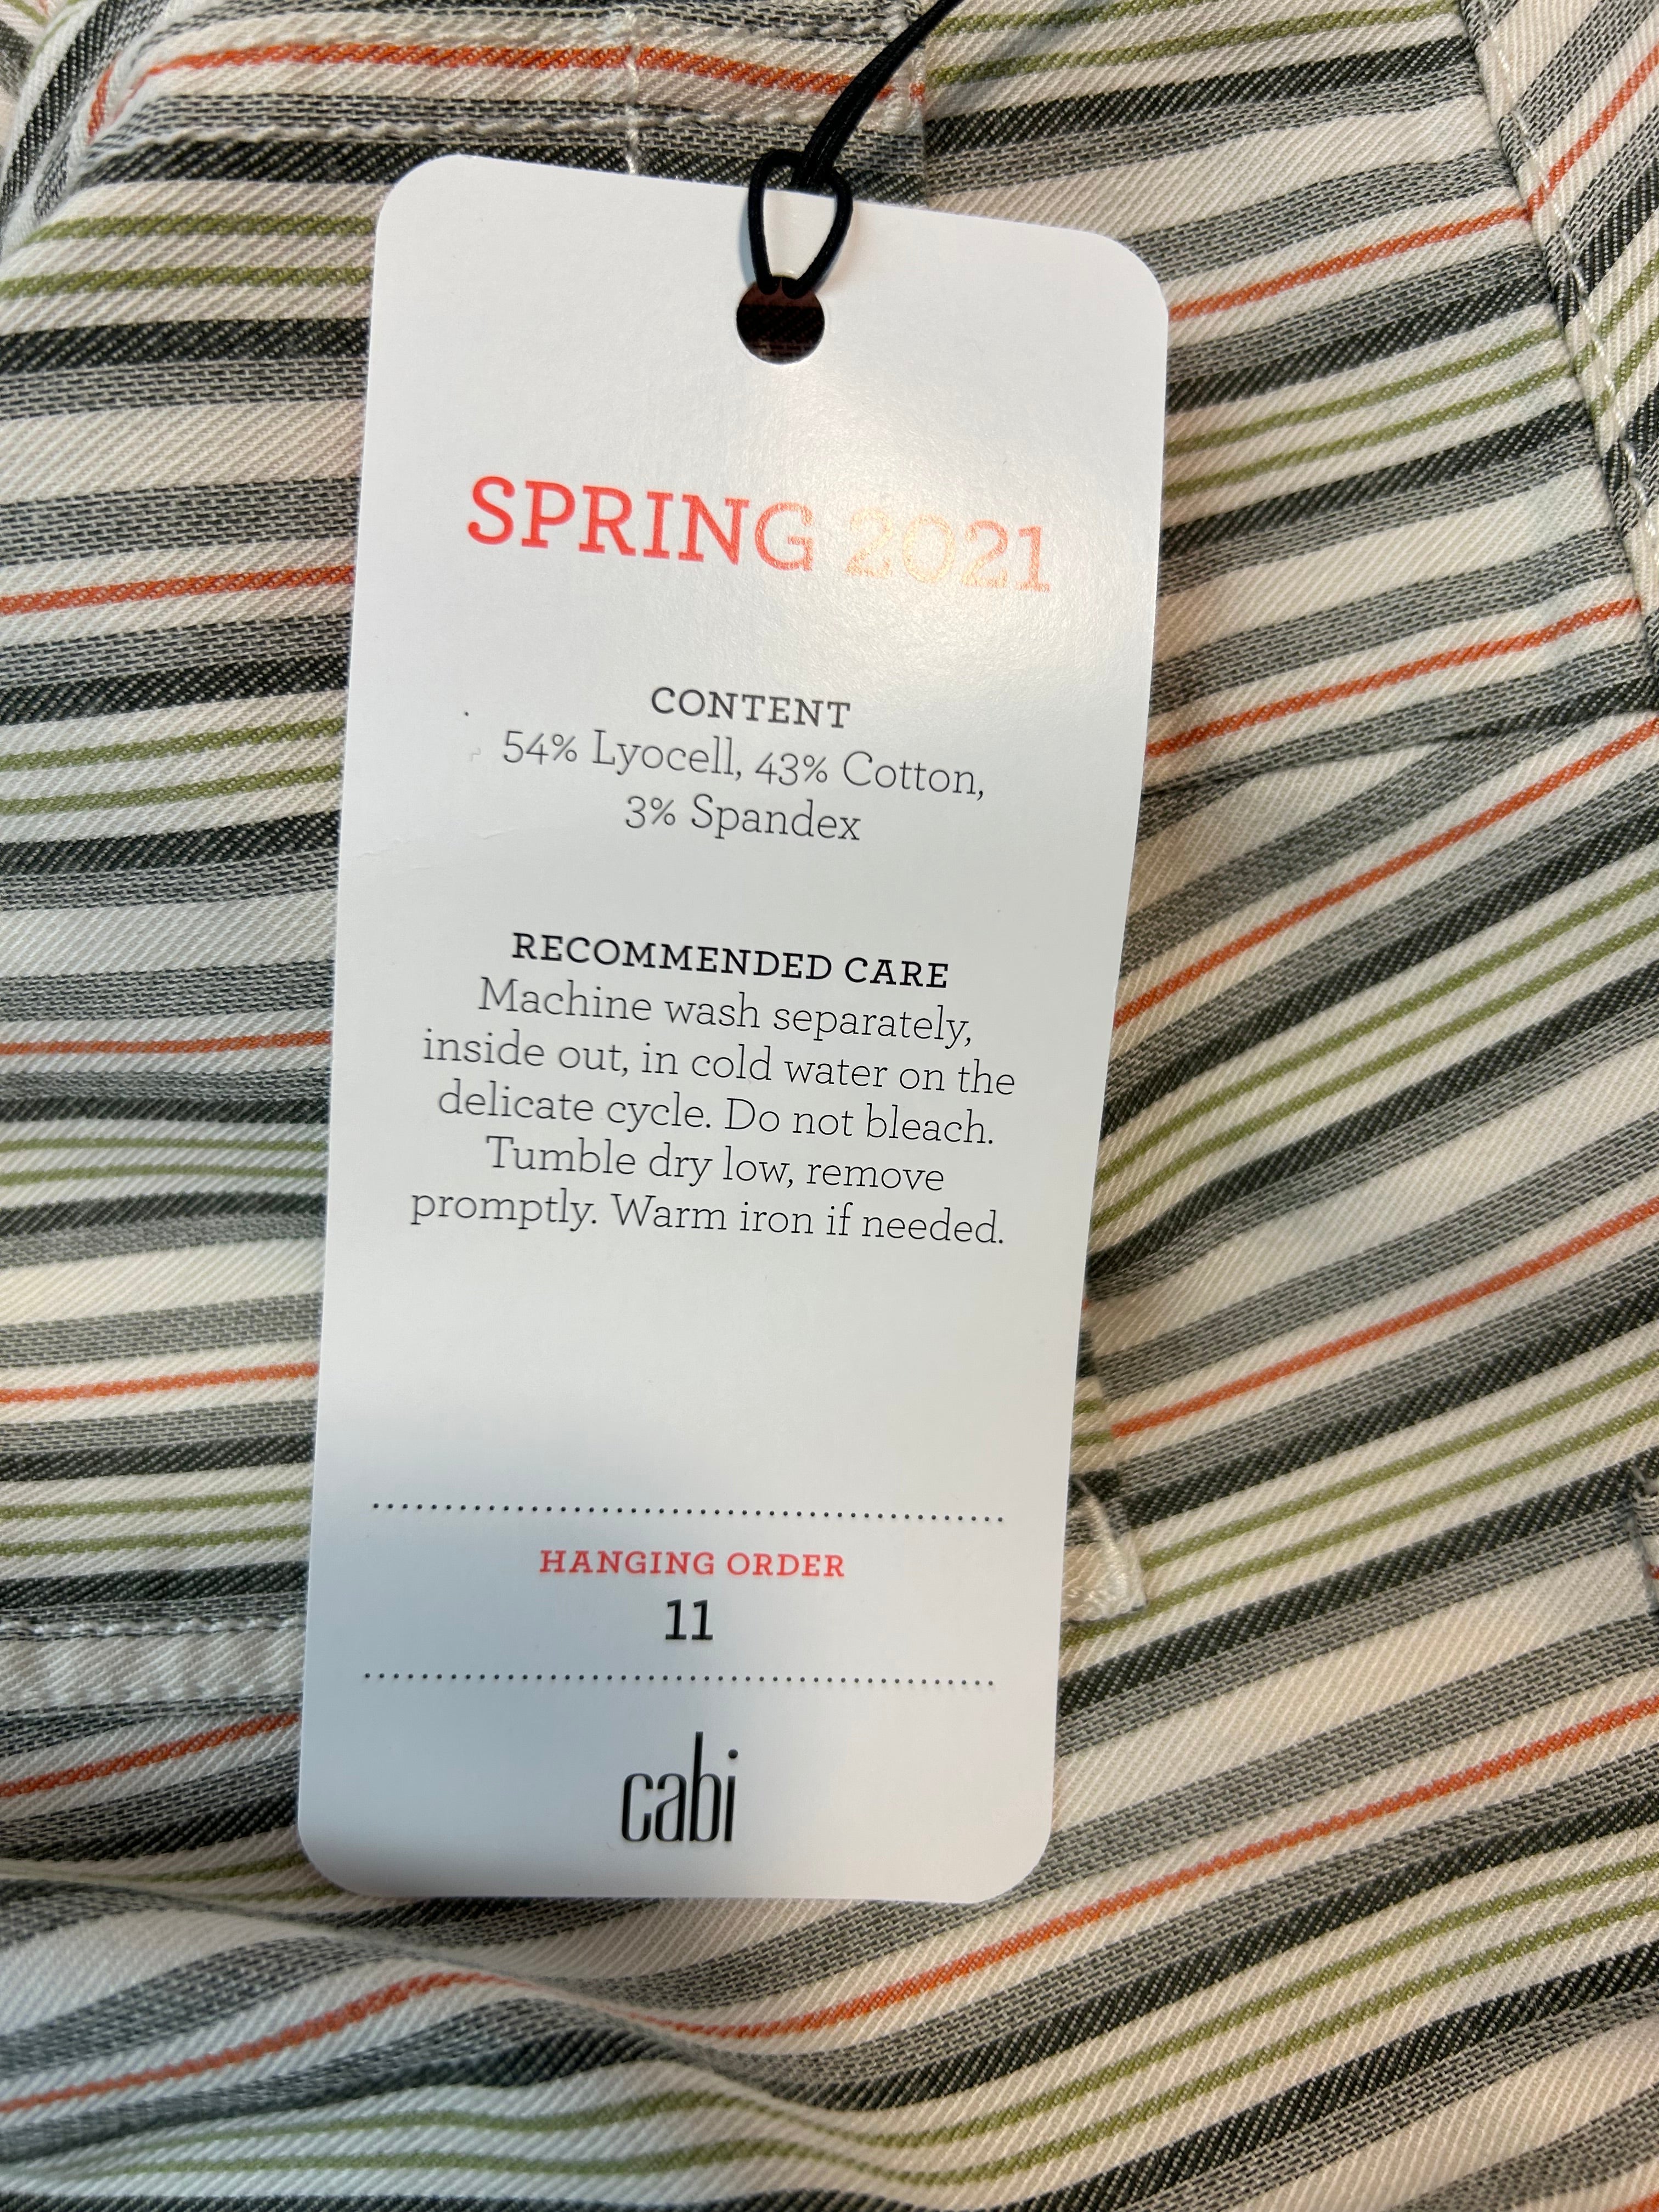 SPRING 2021
CONTENT
54% Lyocell, 43% Cotton,
3% Spandex
RECOMMENDED CARE
Machine wash separately,
inside out, in cold water on the
delicate cycle. Do not bleach.
Tumble dry low, remove
promptly. Warm iron if needed.
HANGING ORDER
11
cabi